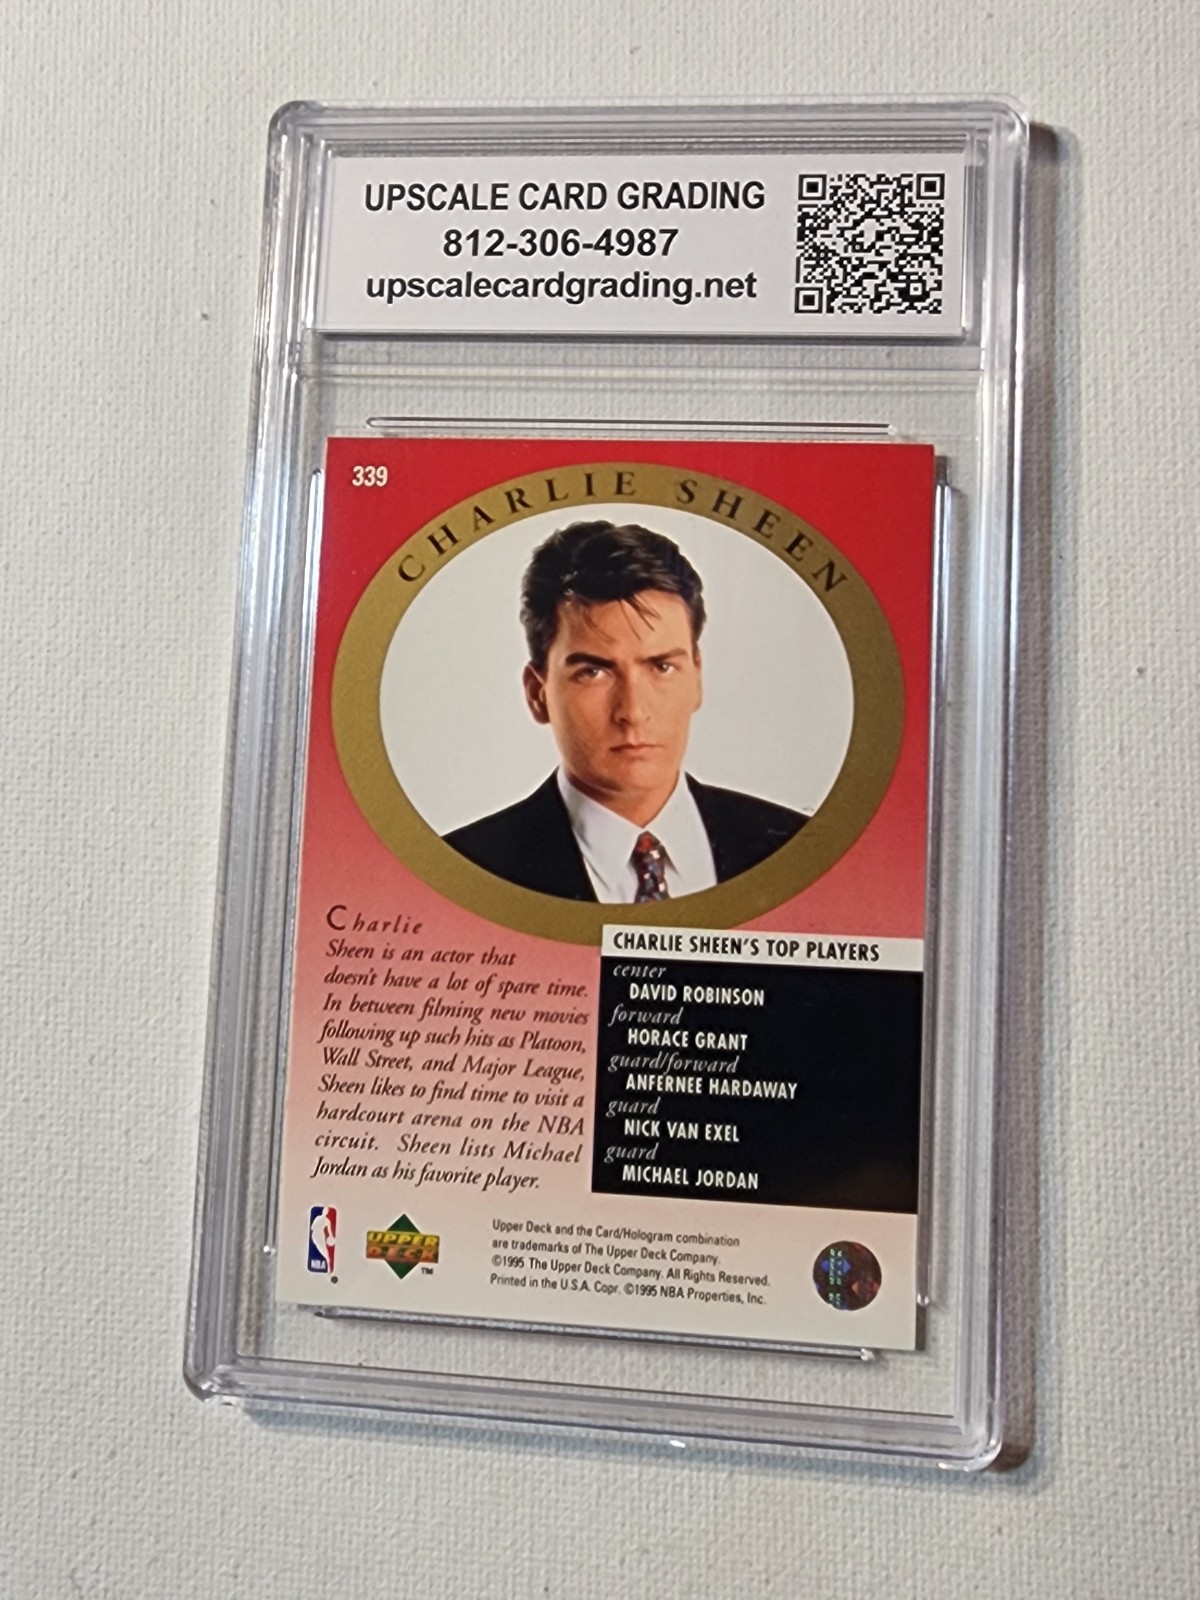 UPSCALE CARD GRADING
812-306-4987
upscalecardgrading.net
339
CHARLIE SHEEN
Charlie
Sheen is an actor that
doesn't have a lot of spare time.
In between filming new movies
following up such hits as Platoon,
Wall Street, and Major League,
Sheen likes to find time to visit a
hardcourt arena on the NBA
circuit. Sheen lists Michael
Jordan as his favorite player.
CHARLIE SHEEN'S TOP PLAYERS
center
DAVID ROBINSON
forward
HORACE GRANT
guard/forward
ANFERNEE HARDAWAY
guard
NICK VAN EXEL
guard
MICHAEL JORDAN
NBA
®
UPPER
DECK
™
Upper Deck and the Card/Hologram combination
are trademarks of The Upper Deck Company.
©1995 The Upper Deck Company. All Rights Reserved.
Printed in the U.S.A. Copr. ©1995 NBA Properties, Inc.